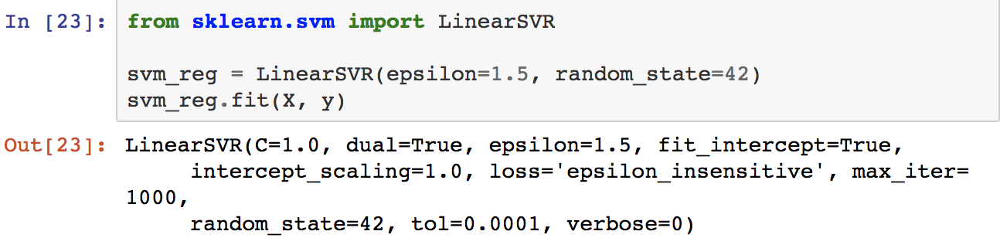 In [23]: from sklearn.svm import LinearSVR
svm_reg = LinearSVR(epsilon=1.5, random_state=42)
svm_reg.fit(X, y)
Out[23]: LinearSVR(C=1.0, dual=True, epsilon=1.5, fit_intercept=True,
intercept_scaling=1.0, loss='epsilon_insensitive', max_iter=
1000,
random_state=42, tol=0.0001, verbose=0)